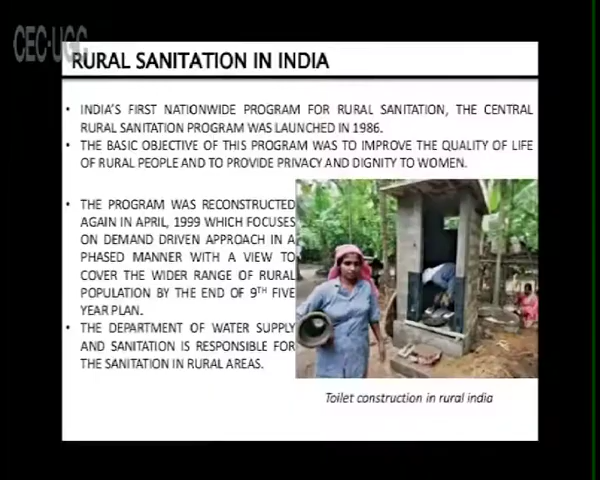 CEC-UGC
RURAL SANITATION IN INDIA
• INDIA'S FIRST NATIONWIDE PROGRAM FOR RURAL SANITATION, THE CENTRAL
RURAL SANITATION PROGRAM WAS LAUNCHED IN 1986.
• THE BASIC OBJECTIVE OF THIS PROGRAM WAS TO IMPROVE THE QUALITY OF LIFE
OF RURAL PEOPLE AND TO PROVIDE PRIVACY AND DIGNITY TO WOMEN.
• THE PROGRAM WAS RECONSTRUCTED
AGAIN IN APRIL, 1999 WHICH FOCUSES
ON DEMAND DRIVEN APPROACH IN A
PHASED MANNER WITH A VIEW TO
COVER THE WIDER RANGE OF RURAL
POPULATION BY THE END OF 9TH FIVE
YEAR PLAN.
• THE DEPARTMENT OF WATER SUPPLY
AND SANITATION IS RESPONSIBLE FOR
THE SANITATION IN RURAL AREAS.
Toilet construction in rural india